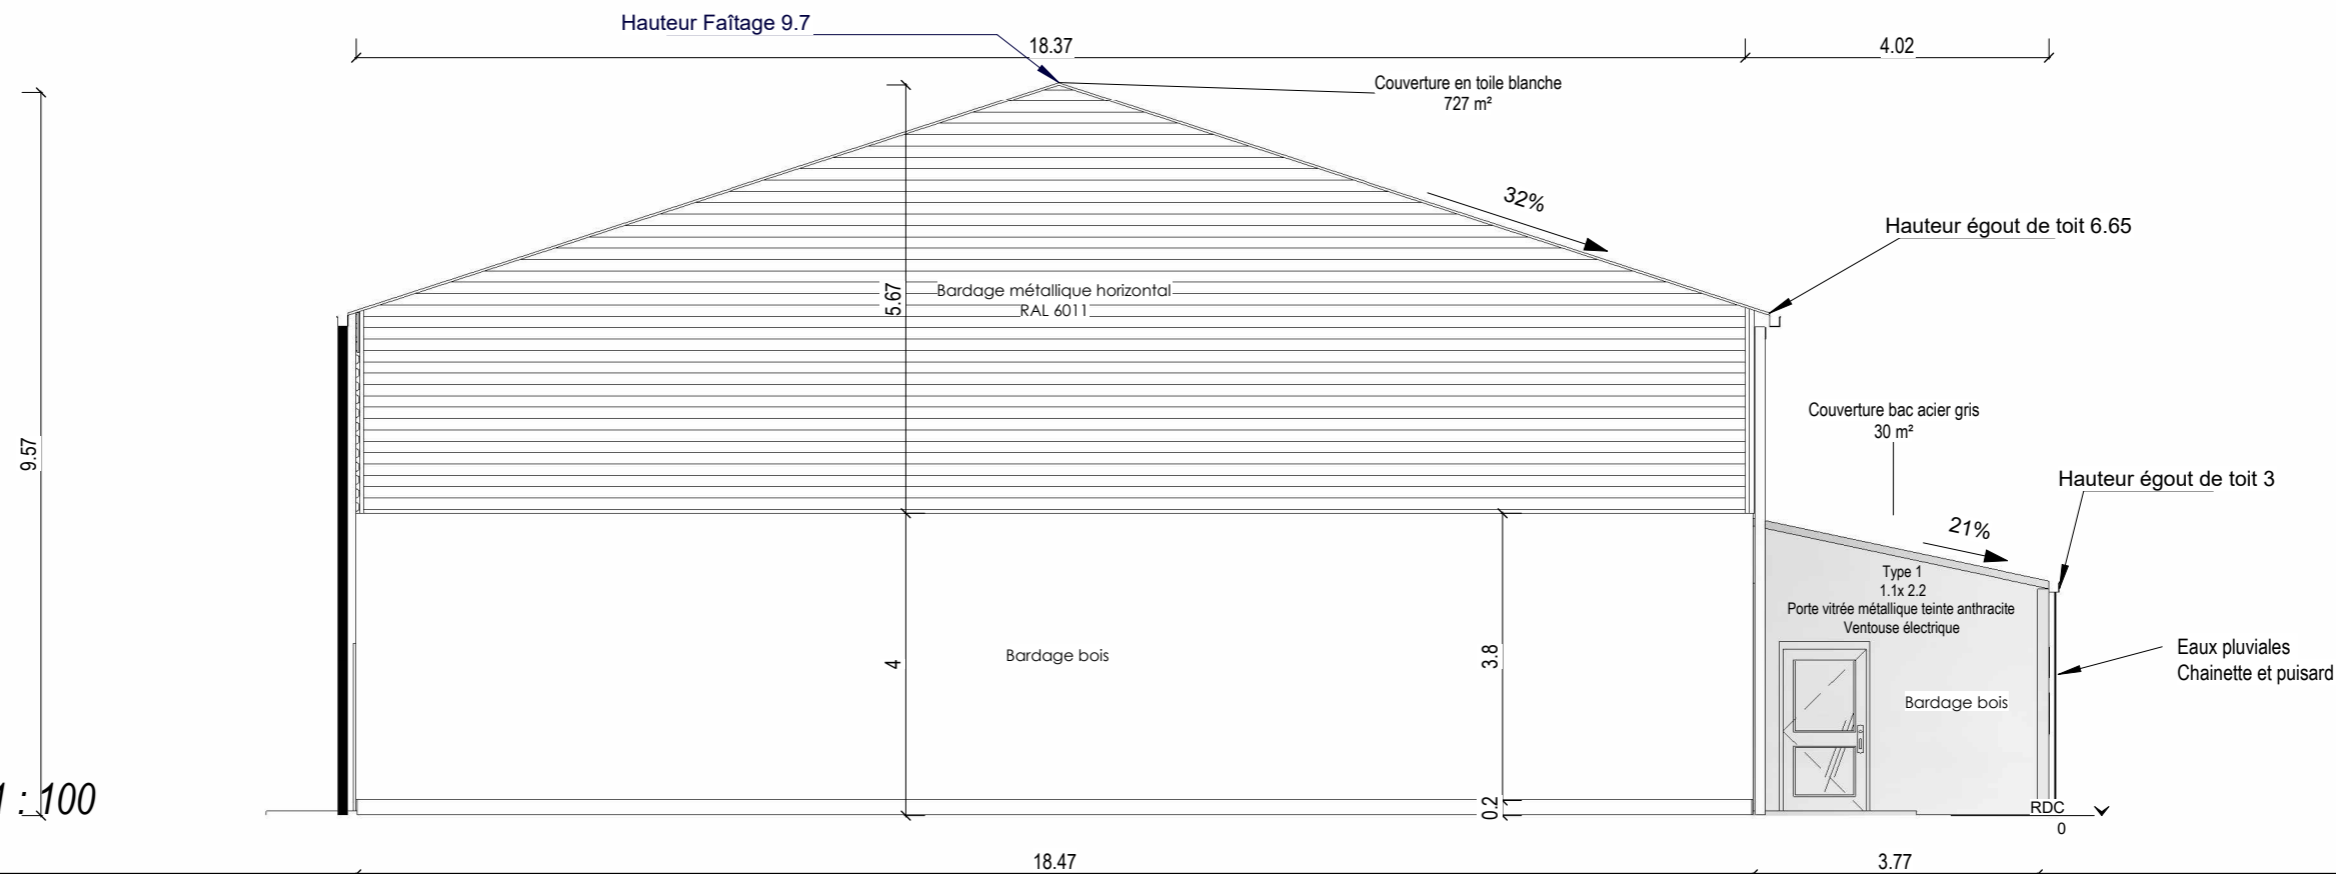 Hauteur Faîtage 9.7
18.37
4.02
Couverture en toile blanche
727 m²
32%
Hauteur égout de toit 6.65
Bardage métallique horizontal
RAL 6011
5.67
9.57
Couverture bac acier gris
30 m²
Hauteur égout de toit 3
21%
Type 1
1.1x 2.2
Porte vitrée métallique teinte anthracite
Ventouse électrique
Bardage bois
4
3.8
Eaux pluviales
Chainette et puisard
Bardage bois
1 : 100
0.2
RDC
0
18.47
3.77